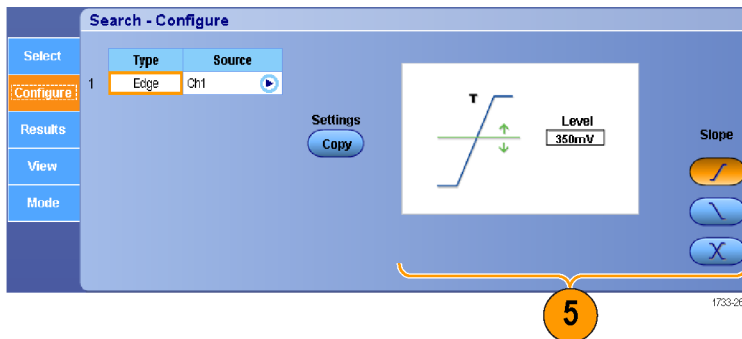 Search - Configure
Select
Configure
Results
View
Mode
Type Source
1 Edge Ch1
Settings
Copy
T
Level
350mV
Slope
5
1733-26